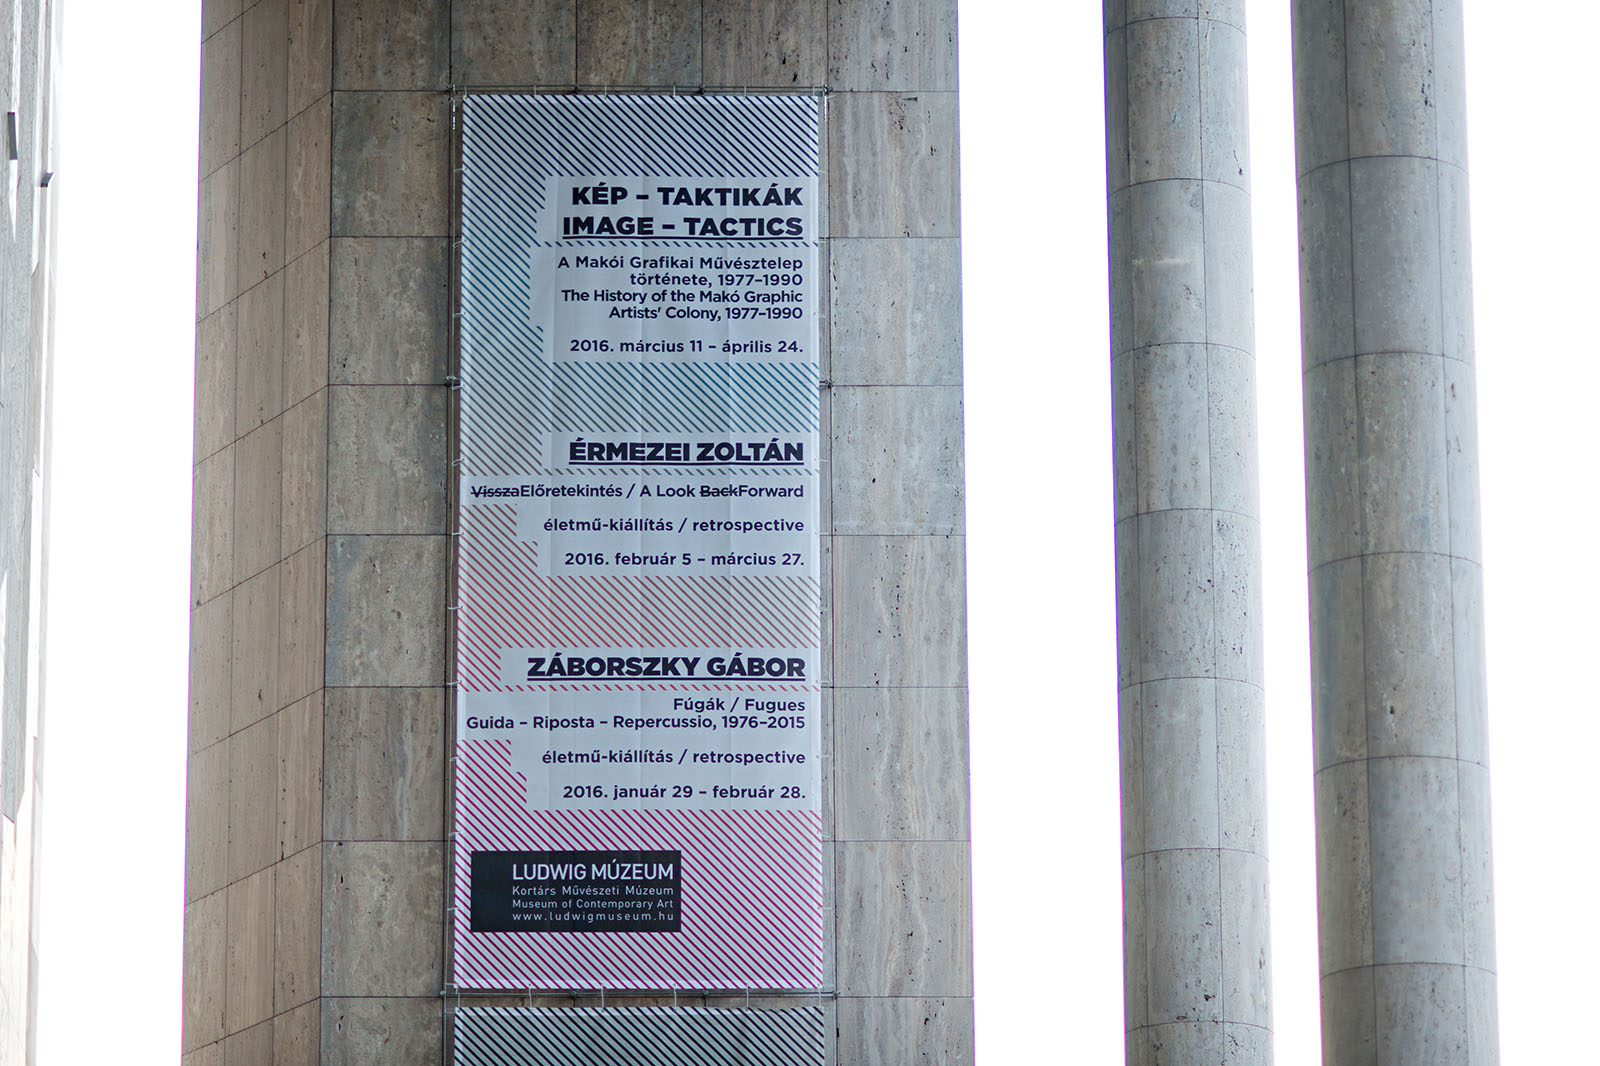 KÉP – TAKTIKÁK
IMAGE – TACTICS
A Makói Grafikai Művésztelep
története, 1977–1990
The History of the Makó Graphic
Artists' Colony, 1977–1990
2016. március 11 – április 24.
ÉRMEZEI ZOLTÁN
VisszaElőretekintés / A Look BackForward
életmű-kiállítás / retrospective
2016. február 5 – március 27.
ZÁBORSZKY GÁBOR
Fúgák / Fugues
Guida – Riposta – Repercussio, 1976–2015
életmű-kiállítás / retrospective
2016. január 29 – február 28.
LUDWIG MÚZEUM
Kortárs Művészeti Múzeum
Museum of Contemporary Art
www.ludwigmuseum.hu